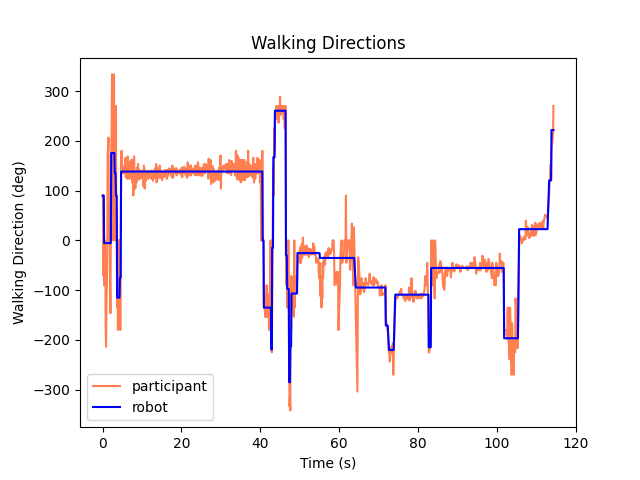 Walking Directions
Walking Direction (deg)
300
200
100
0
−100
−200
−300
participant
robot
0 20 40 60 80 100 120
Time (s)